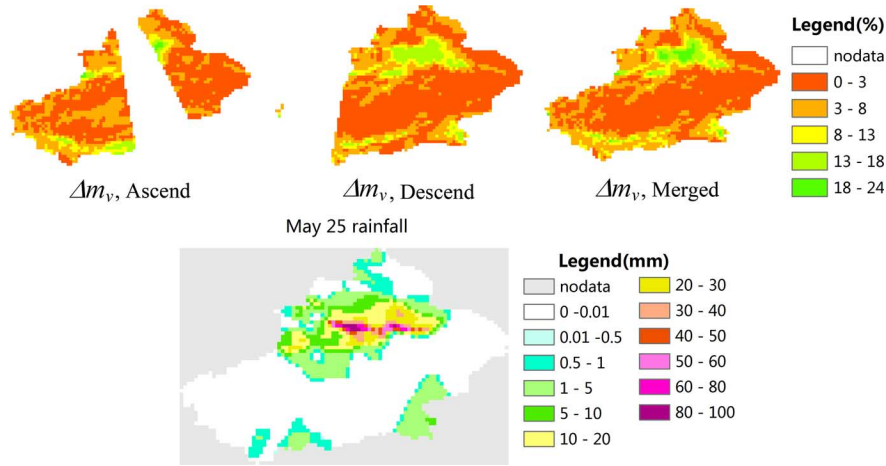 Legend(%)
nodata
0 - 3
3 - 8
8 - 13
13 - 18
18 - 24
Δmv, Ascend
Δmv, Descend
Δmv, Merged
May 25 rainfall
Legend(mm)
nodata
0 -0.01
0.01 -0.5
0.5 - 1
1 - 5
5 - 10
10 - 20
20 - 30
30 - 40
40 - 50
50 - 60
60 - 80
80 - 100